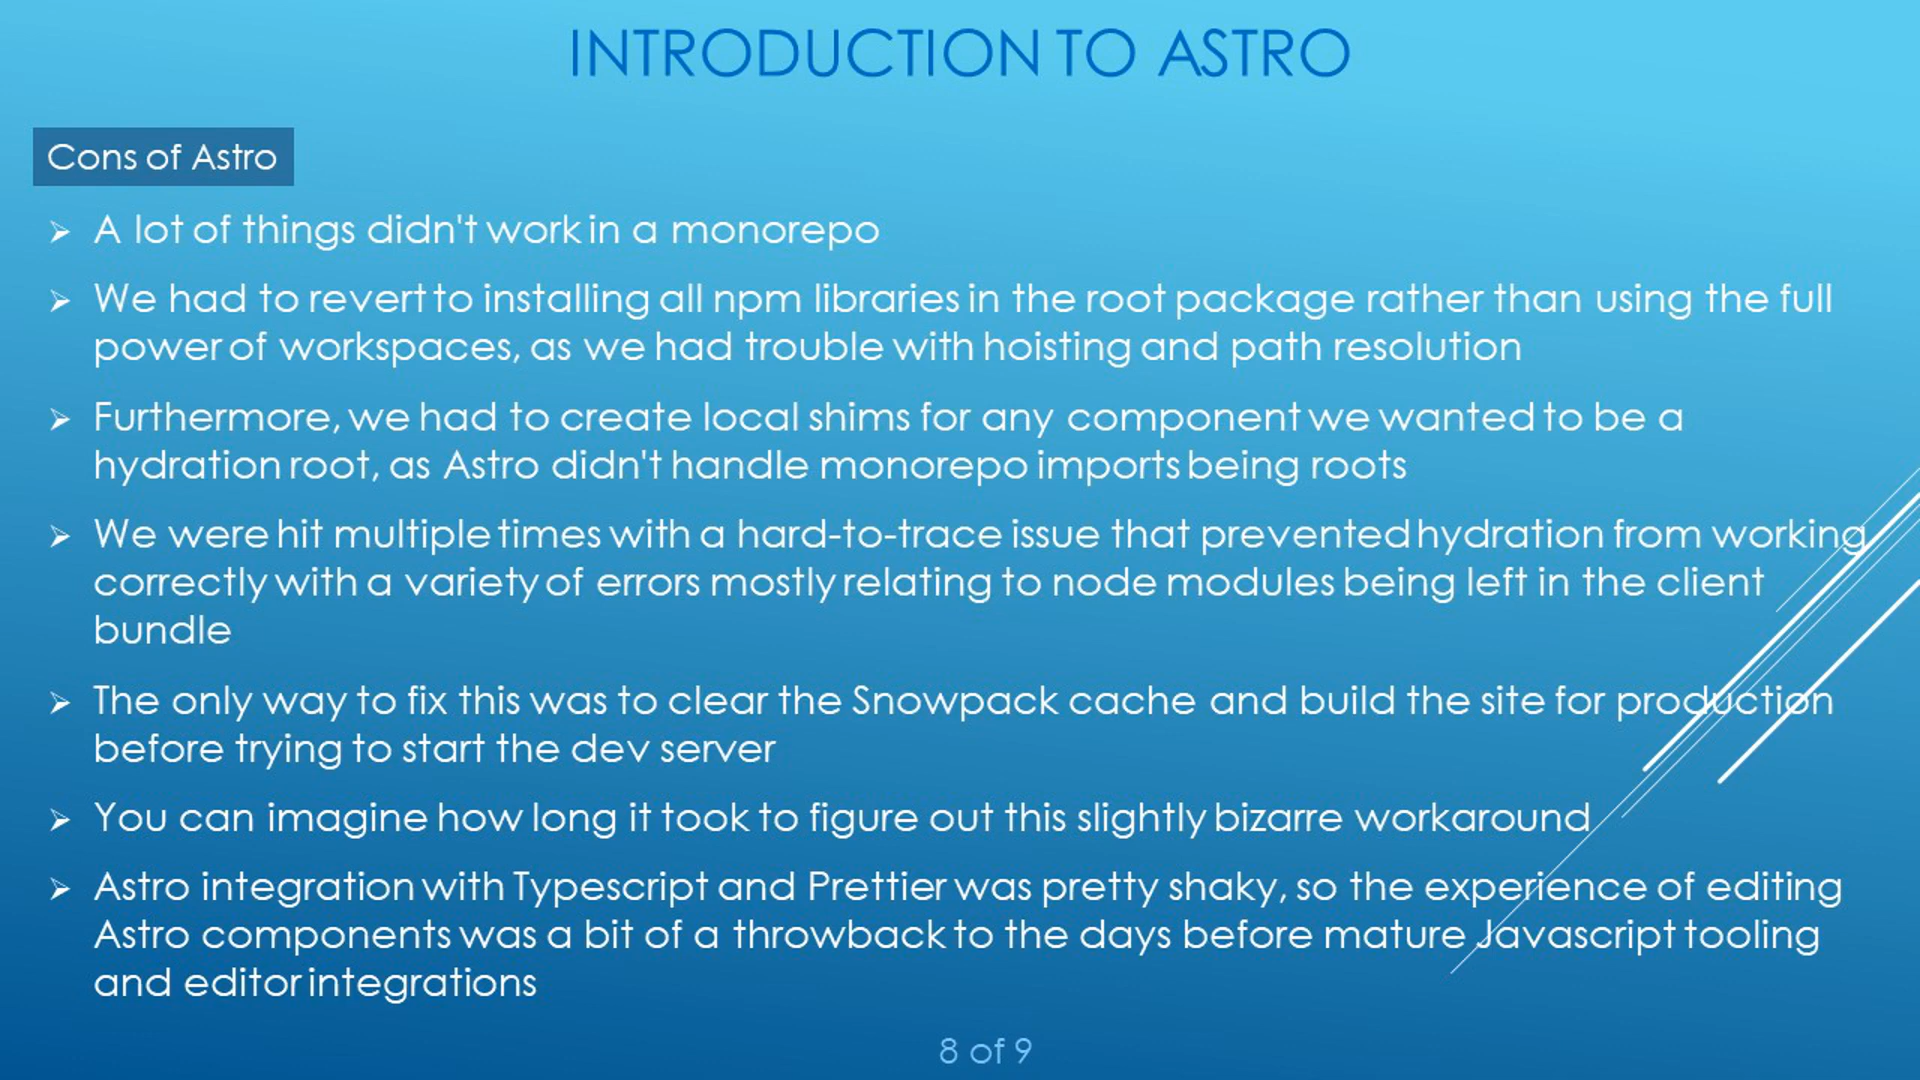 INTRODUCTION TO ASTRO
Cons of Astro
➢ A lot of things didn't work in a monorepo
➢ We had to revert to installing all npm libraries in the root package rather than using the full
power of workspaces, as we had trouble with hoisting and path resolution
➢ Furthermore, we had to create local shims for any component we wanted to be a
hydration root, as Astro didn't handle monorepo imports being roots
➢ We were hit multiple times with a hard-to-trace issue that prevented hydration from working
correctly with a variety of errors mostly relating to node modules being left in the client
bundle
➢ The only way to fix this was to clear the Snowpack cache and build the site for production
before trying to start the dev server
➢ You can imagine how long it took to figure out this slightly bizarre workaround
➢ Astro integration with Typescript and Prettier was pretty shaky, so the experience of editing
Astro components was a bit of a throwback to the days before mature Javascript tooling
and editor integrations
8 of 9